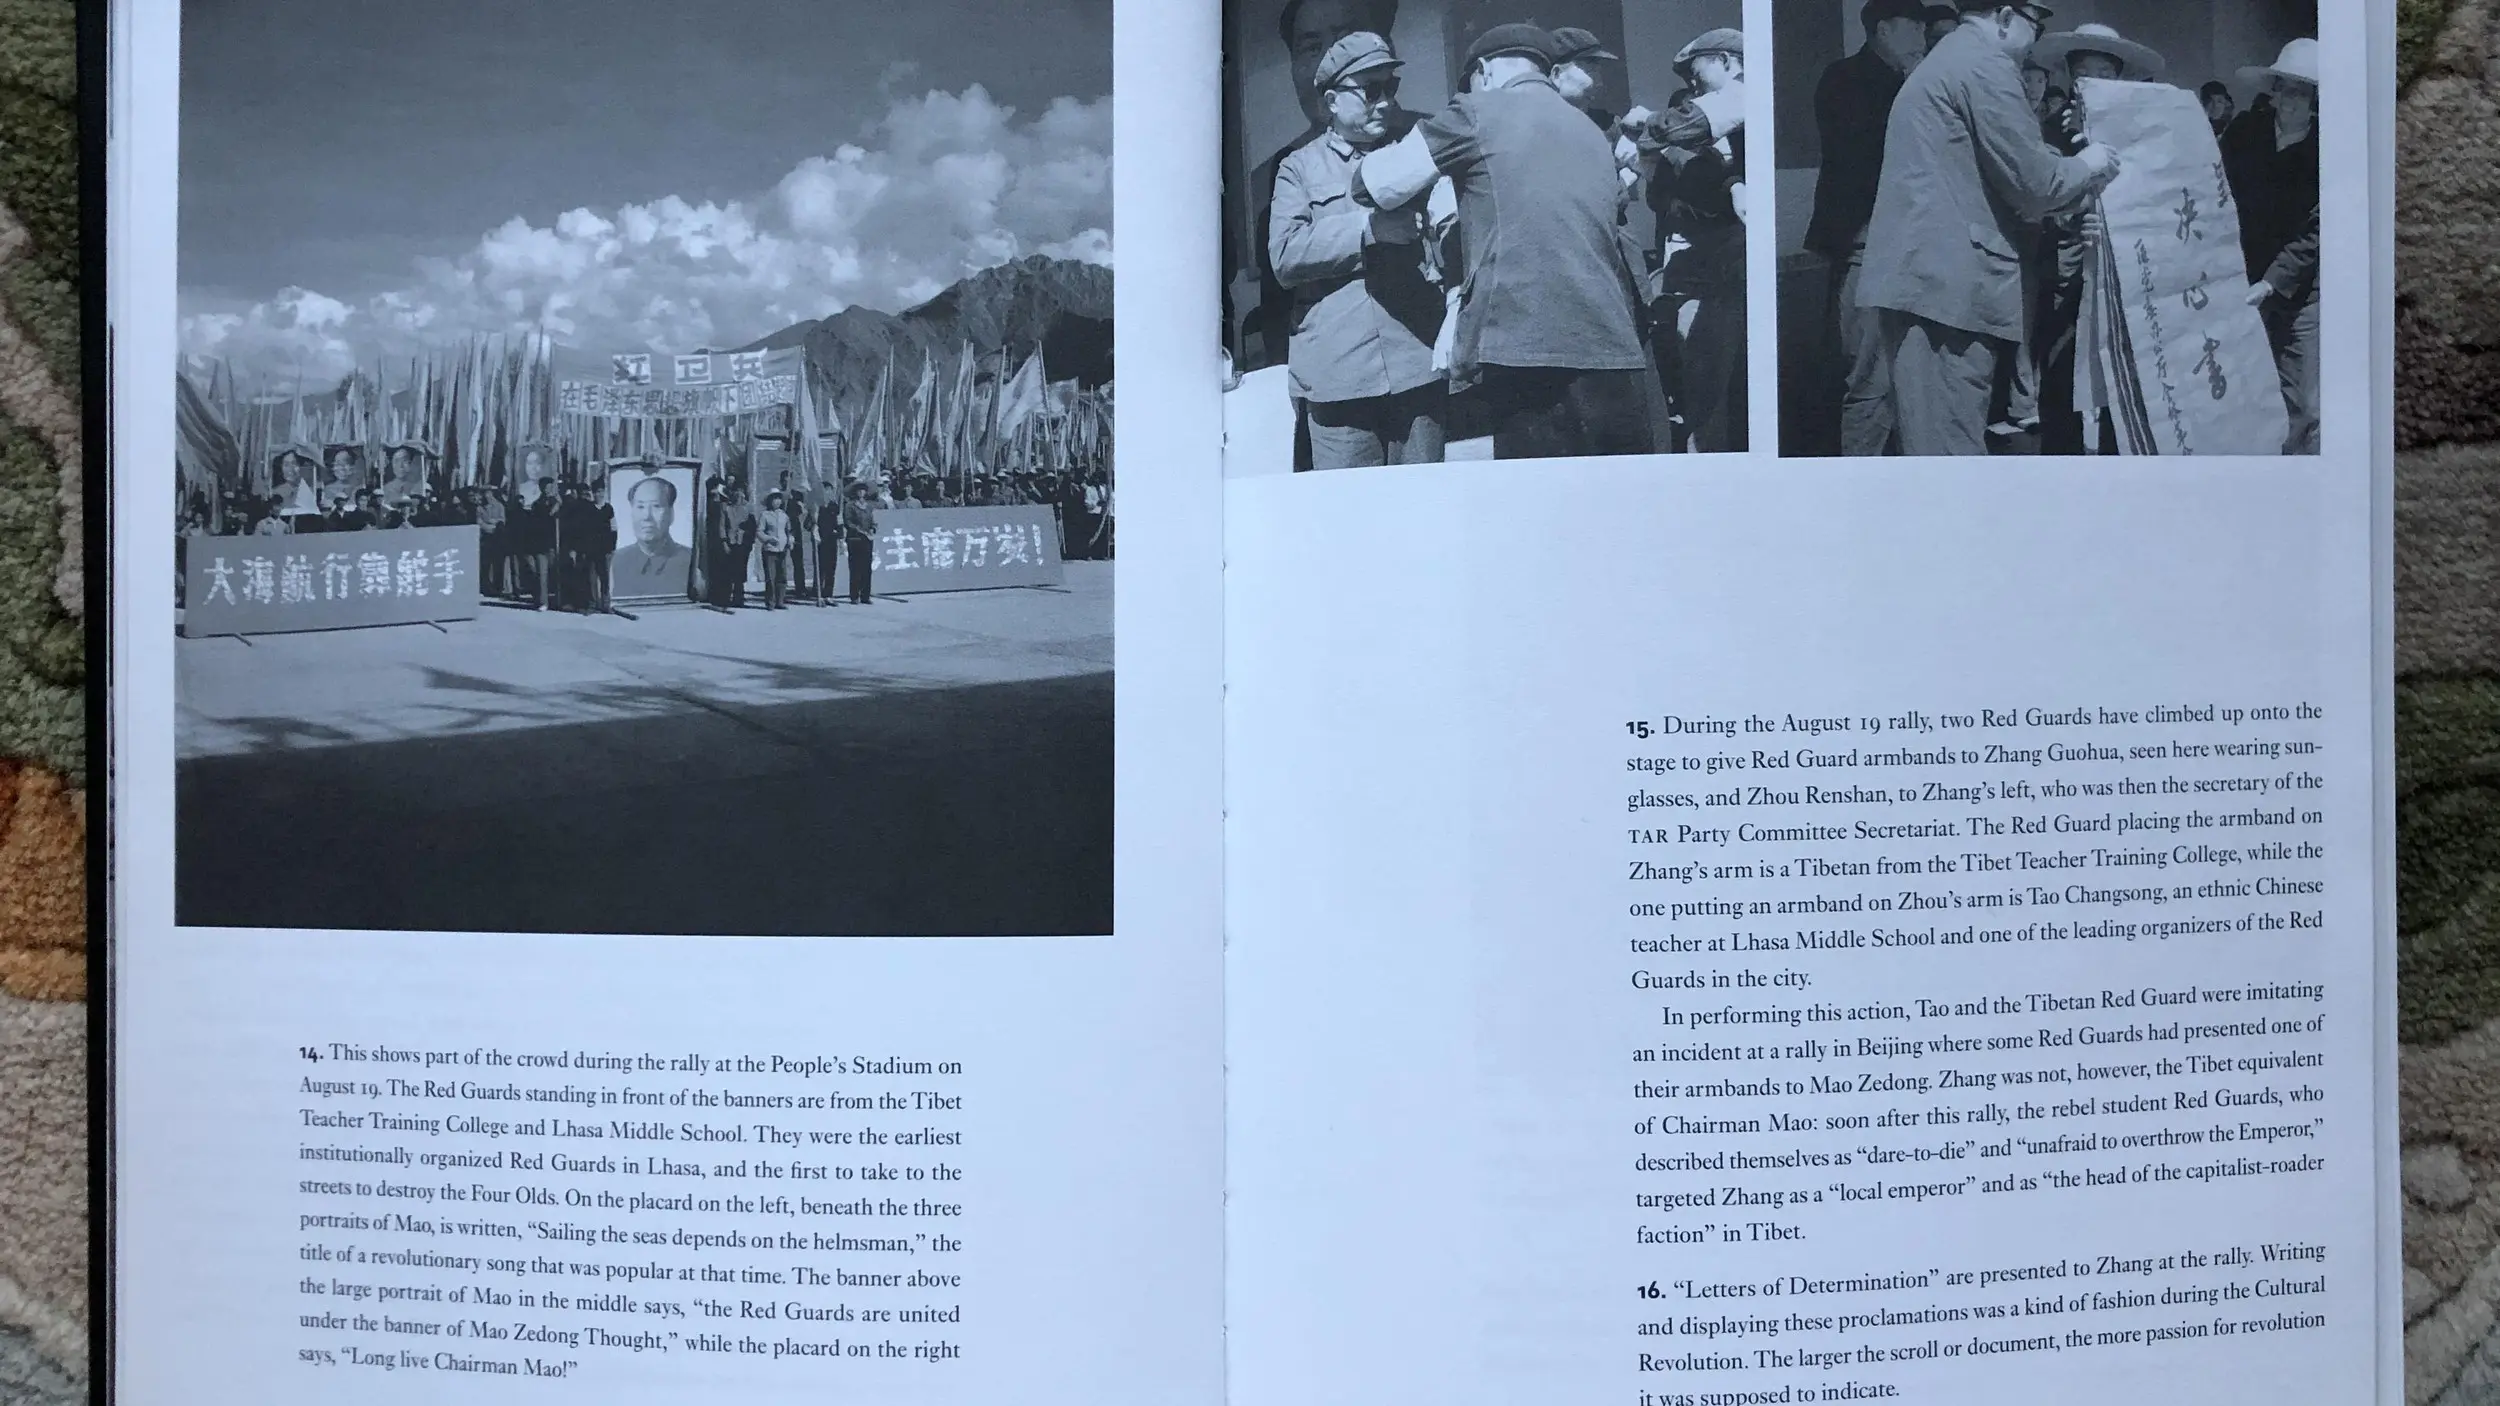 红卫兵
在毛泽东思想旗帜下团结起来
大海航行靠舵手
主席万岁!
14. This shows part of the crowd during the rally at the People's Stadium on
August 19. The Red Guards standing in front of the banners are from the Tibet
Teacher Training College and Lhasa Middle School. They were the earliest
institutionally organized Red Guards in Lhasa, and the first to take to the
streets to destroy the Four Olds. On the placard on the left, beneath the three
portraits of Mao, is written, “Sailing the seas depends on the helmsman,” the
title of a revolutionary song that was popular at that time. The banner above
the large portrait of Mao in the middle says, “the Red Guards are united
under the banner of Mao Zedong Thought,” while the placard on the right
says, “Long live Chairman Mao!”
决心书
15. During the August 19 rally, two Red Guards have climbed up onto the
stage to give Red Guard armbands to Zhang Guohua, seen here wearing sun-
glasses, and Zhou Renshan, to Zhang's left, who was then the secretary of the
TAR Party Committee Secretariat. The Red Guard placing the armband on
Zhang's arm is a Tibetan from the Tibet Teacher Training College, while the
one putting an armband on Zhou's arm is Tao Changsong, an ethnic Chinese
teacher at Lhasa Middle School and one of the leading organizers of the Red
Guards in the city.
In performing this action, Tao and the Tibetan Red Guard were imitating
an incident at a rally in Beijing where some Red Guards had presented one of
their armbands to Mao Zedong. Zhang was not, however, the Tibet equivalent
of Chairman Mao: soon after this rally, the rebel student Red Guards, who
described themselves as “dare-to-die” and “unafraid to overthrow the Emperor,”
targeted Zhang as a “local emperor” and as “the head of the capitalist-roader
faction” in Tibet.
16. “Letters of Determination” are presented to Zhang at the rally. Writing
and displaying these proclamations was a kind of fashion during the Cultural
Revolution. The larger the scroll or document, the more passion for revolution
it was supposed to indicate.